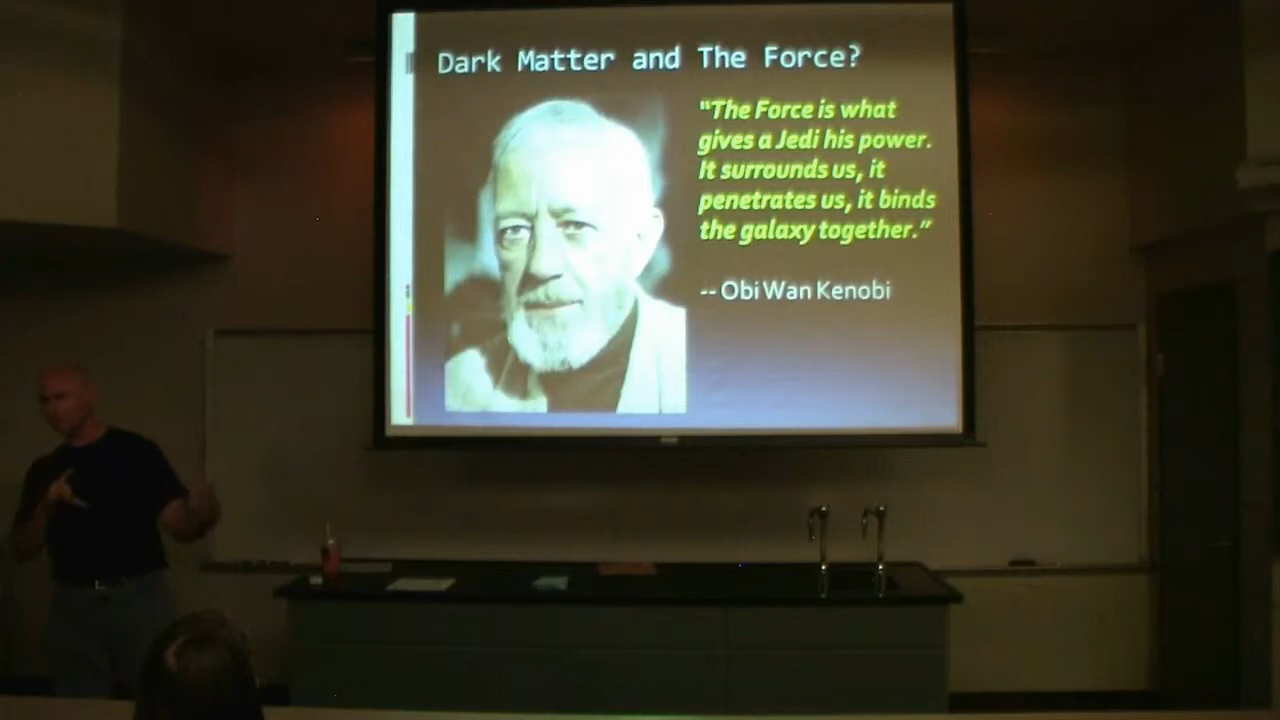 Dark Matter and The Force?
"The Force is what
gives a Jedi his power.
It surrounds us, it
penetrates us, it binds
the galaxy together.”
-- Obi Wan Kenobi